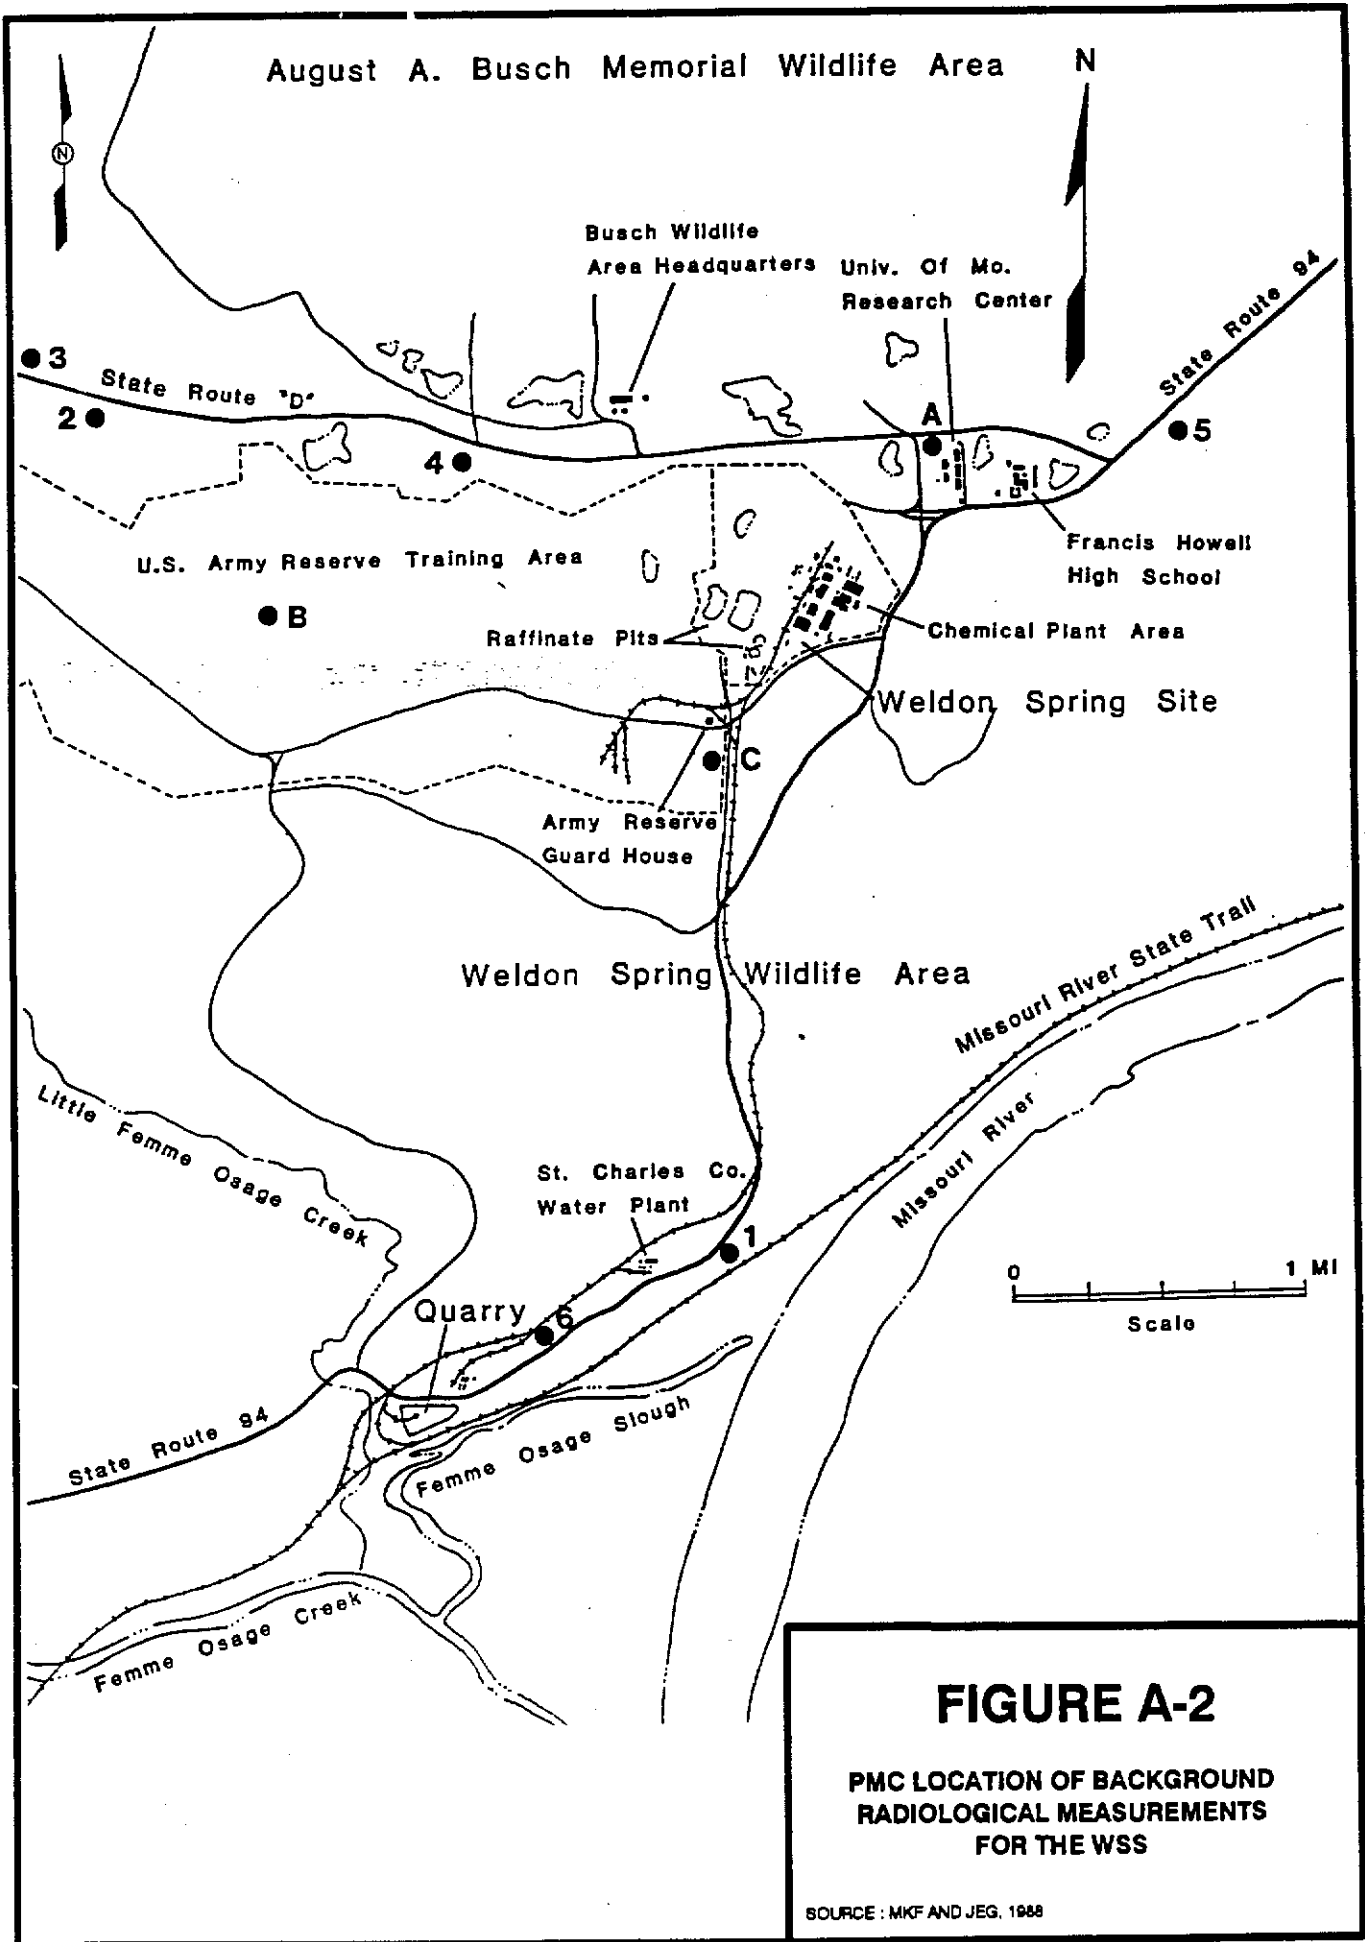 August A. Busch Memorial Wildlife Area
N
N
Busch Wildlife
Area Headquarters
Univ. Of Mo.
Research Center
State Route 94
3
State Route "D"
2
A
5
4
Francis Howell
High School
U.S. Army Reserve Training Area
B
Raffinate Pits
Chemical Plant Area
Weldon Spring Site
C
Army Reserve
Guard House
Missouri River State Trail
Weldon Spring Wildlife Area
Little Femme Osage Creek
Missouri River
St. Charles Co.
Water Plant
1
0 1 MI
Scale
Quarry
6
State Route 94
Femme Osage Slough
Femme Osage Creek
FIGURE A-2
PMC LOCATION OF BACKGROUND
RADIOLOGICAL MEASUREMENTS
FOR THE WSS
SOURCE : MKF AND JEG, 1988